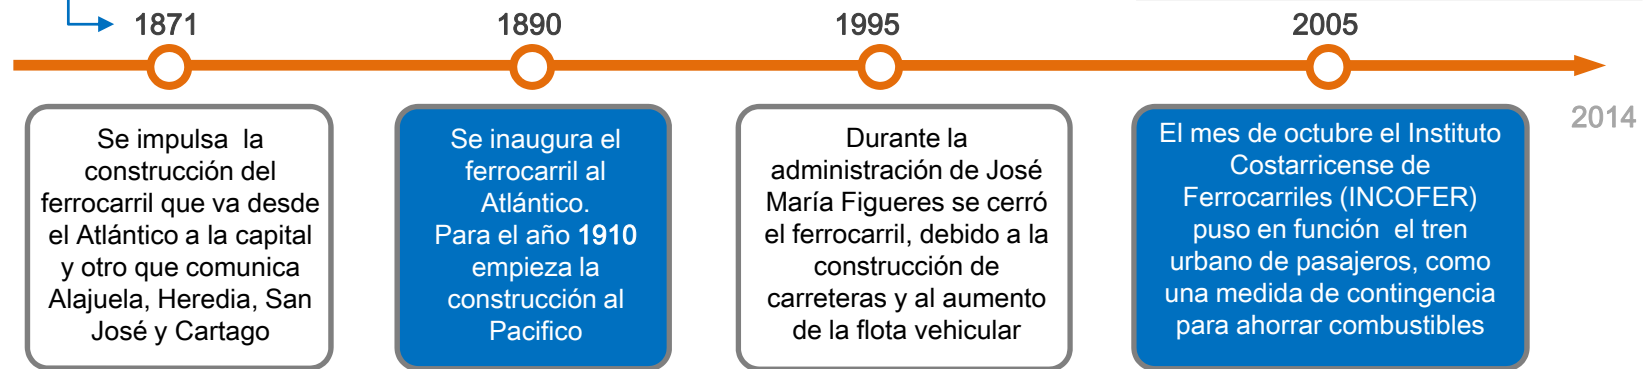 1871
1890
1995
2005
2014
Se impulsa la
construcción del
ferrocarril que va desde
el Atlántico a la capital
y otro que comunica
Alajuela, Heredia, San
José y Cartago
Se inaugura el
ferrocarril al
Atlántico.
Para el año 1910
empieza la
construcción al
Pacifico
Durante la
administración de José
María Figueres se cerró
el ferrocarril, debido a la
construcción de
carreteras y al aumento
de la flota vehicular
El mes de octubre el Instituto
Costarricense de
Ferrocarriles (INCOFER)
puso en función el tren
urbano de pasajeros, como
una medida de contingencia
para ahorrar combustibles